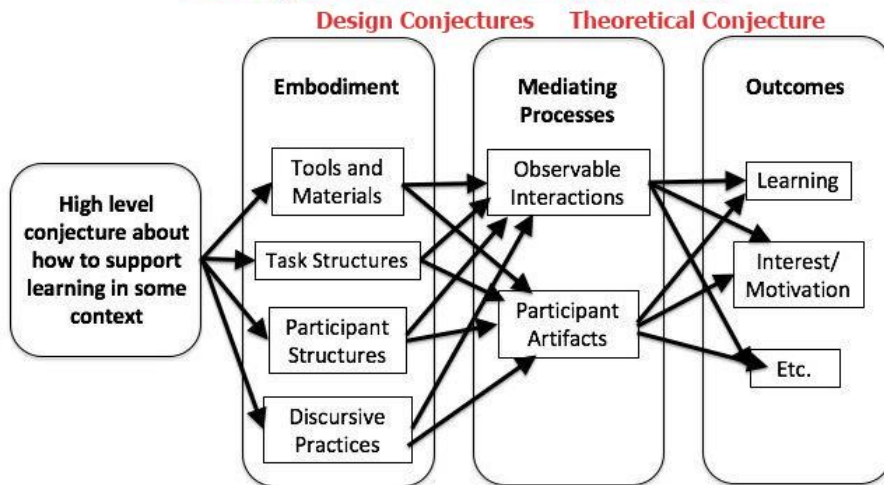 Design Conjectures
Theoretical Conjecture
Embodiment
Mediating
Processes
Outcomes
High level
conjecture about
how to support
learning in some
context
Tools and
Materials
Task Structures
Participant
Structures
Discursive
Practices
Observable
Interactions
Participant
Artifacts
Learning
Interest/
Motivation
Etc.